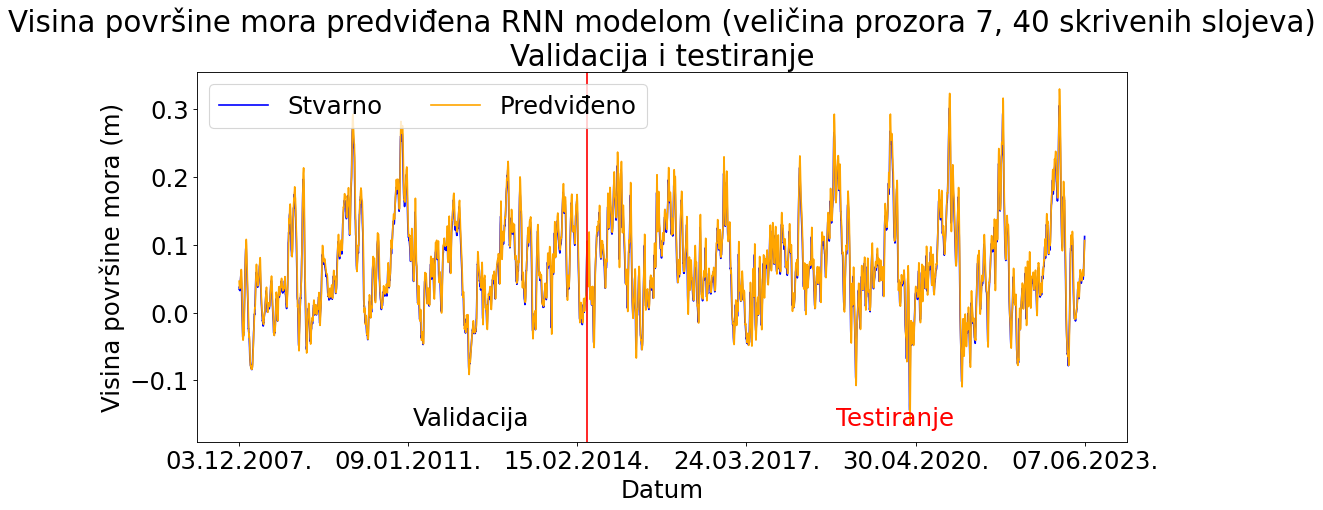 Visina površine mora predviđena RNN modelom (veličina prozora 7, 40 skrivenih slojeva)
Validacija i testiranje
Stvarno
Predviđeno
Visina površine mora (m)
0.3
0.2
0.1
0.0
−0.1
Validacija
Testiranje
03.12.2007.
09.01.2011.
15.02.2014.
24.03.2017.
30.04.2020.
07.06.2023.
Datum